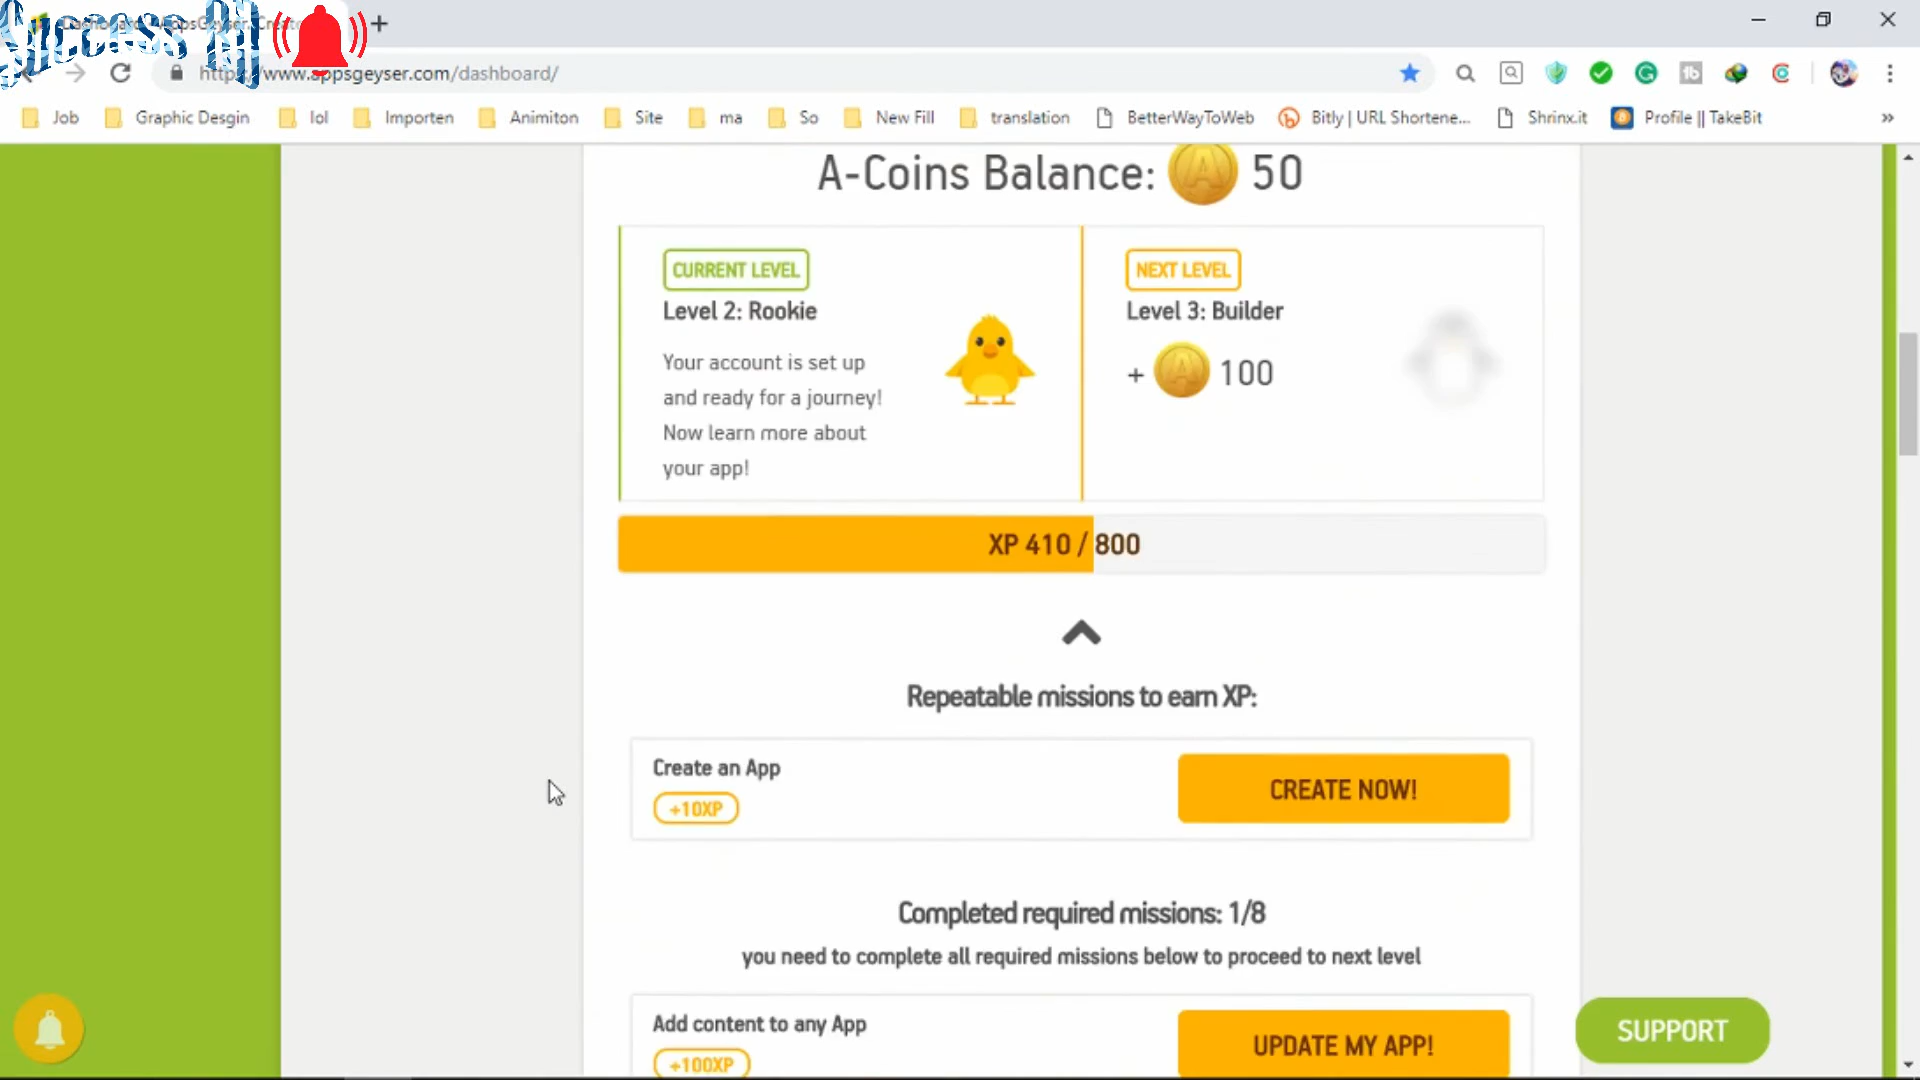 Success
https://www.appsgeyser.com/dashboard/
Job
Graphic Desgin
lol
Importen
Animiton
Site
ma
So
New Fill
translation
BetterWayToWeb
Bitly | URL Shortene...
Shrinx.it
Profile || TakeBit
»
A-Coins Balance: 50
CURRENT LEVEL
Level 2: Rookie
Your account is set up
and ready for a journey!
Now learn more about
your app!
NEXT LEVEL
Level 3: Builder
+ 100
XP 410 / 800
Repeatable missions to earn XP:
Create an App
+10XP
CREATE NOW!
Completed required missions: 1/8
you need to complete all required missions below to proceed to next level
Add content to any App
+100XP
UPDATE MY APP!
SUPPORT